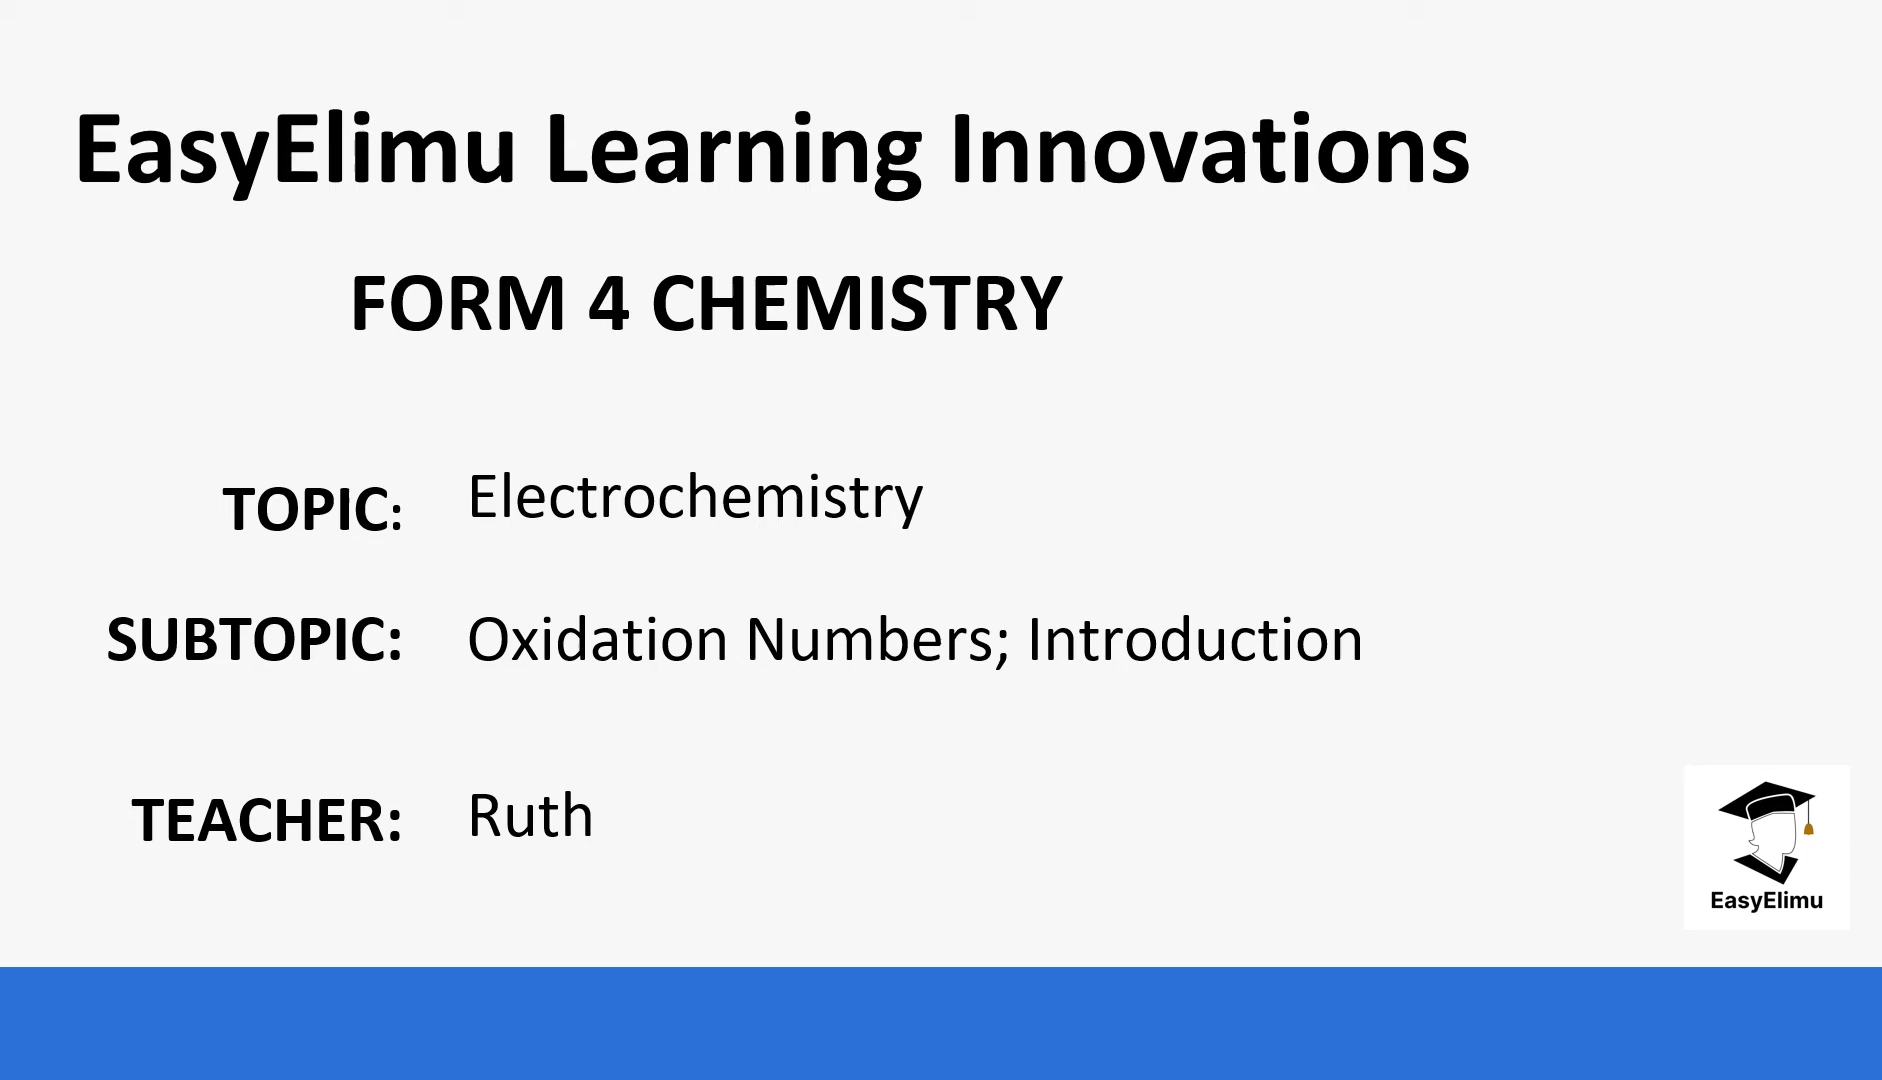 EasyElimu Learning Innovations
FORM 4 CHEMISTRY
TOPIC: Electrochemistry
SUBTOPIC: Oxidation Numbers; Introduction
TEACHER: Ruth
EasyElimu